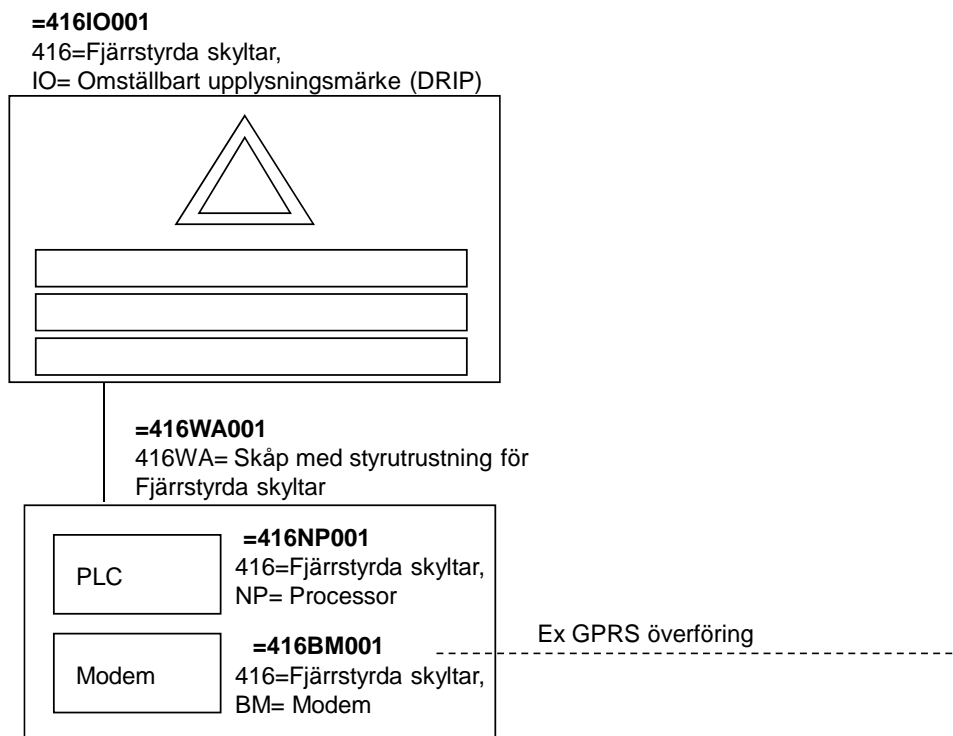 =416IO001
416=Fjärrstyrda skyltar,
IO= Omställbart upplysningsmärke (DRIP)
=416WA001
416WA= Skåp med styrutrustning för
Fjärrstyrda skyltar
PLC
=416NP001
416=Fjärrstyrda skyltar,
NP= Processor
Modem
=416BM001
416=Fjärrstyrda skyltar,
BM= Modem
Ex GPRS överföring